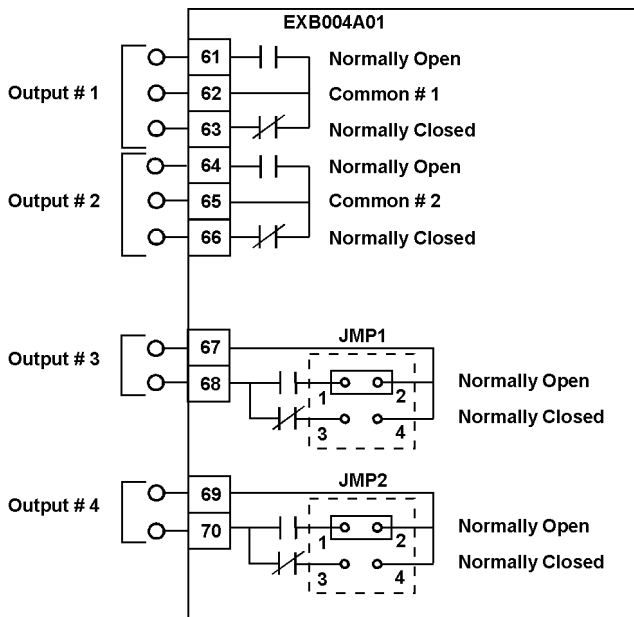 EXB004A01
61 Normally Open
Output # 1 62 Common # 1
63 Normally Closed
64 Normally Open
Output # 2 65 Common # 2
66 Normally Closed
67 JMP1
Output # 3
68 1 2 Normally Open
3 4 Normally Closed
JMP2
69
Output # 4
70 1 2 Normally Open
3 4 Normally Closed